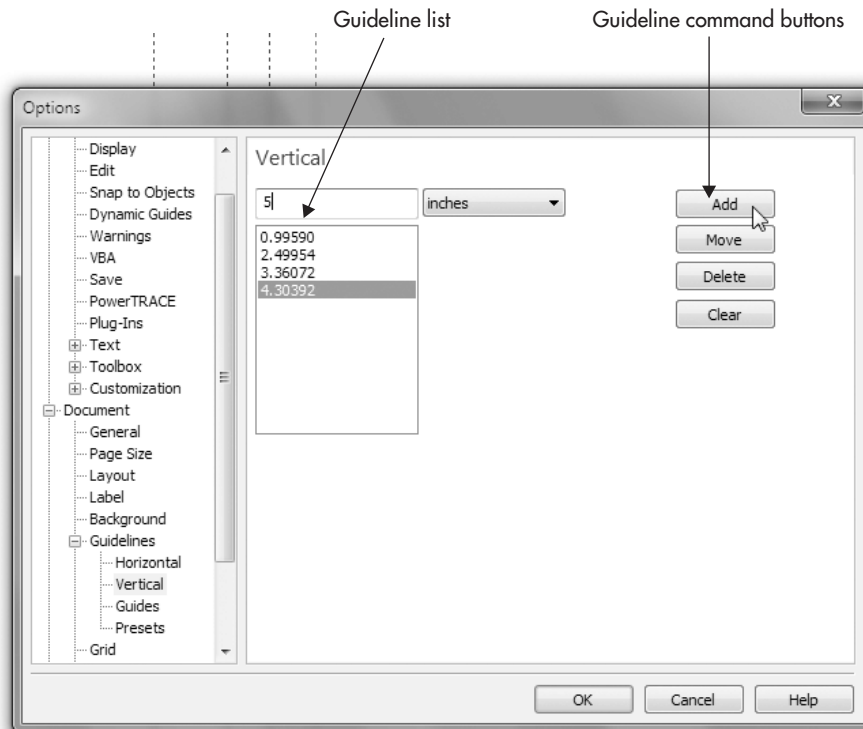 Guideline list
Guideline command buttons
Options
Display
Edit
Snap to Objects
Dynamic Guides
Warnings
VBA
Save
PowerTRACE
Plug-Ins
Text
Toolbox
Customization
Document
General
Page Size
Layout
Label
Background
Guidelines
Horizontal
Vertical
Guides
Presets
Grid
Vertical
5
inches
0.99590
2.49954
3.36072
4.30392
Add
Move
Delete
Clear
OK
Cancel
Help